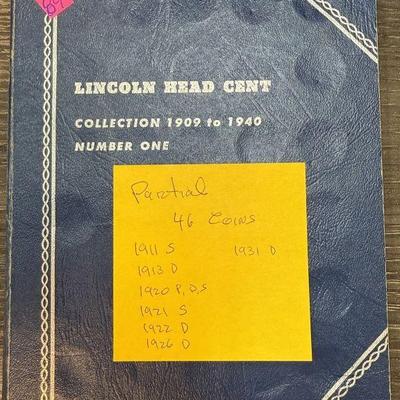 LINCOLN HEAD CENT
COLLECTION 1909 to 1940
NUMBER ONE
Partial
46 Coins
1911 S 1931 D
1913 D
1920 P,D,S
1921 S
1922 D
1926 D